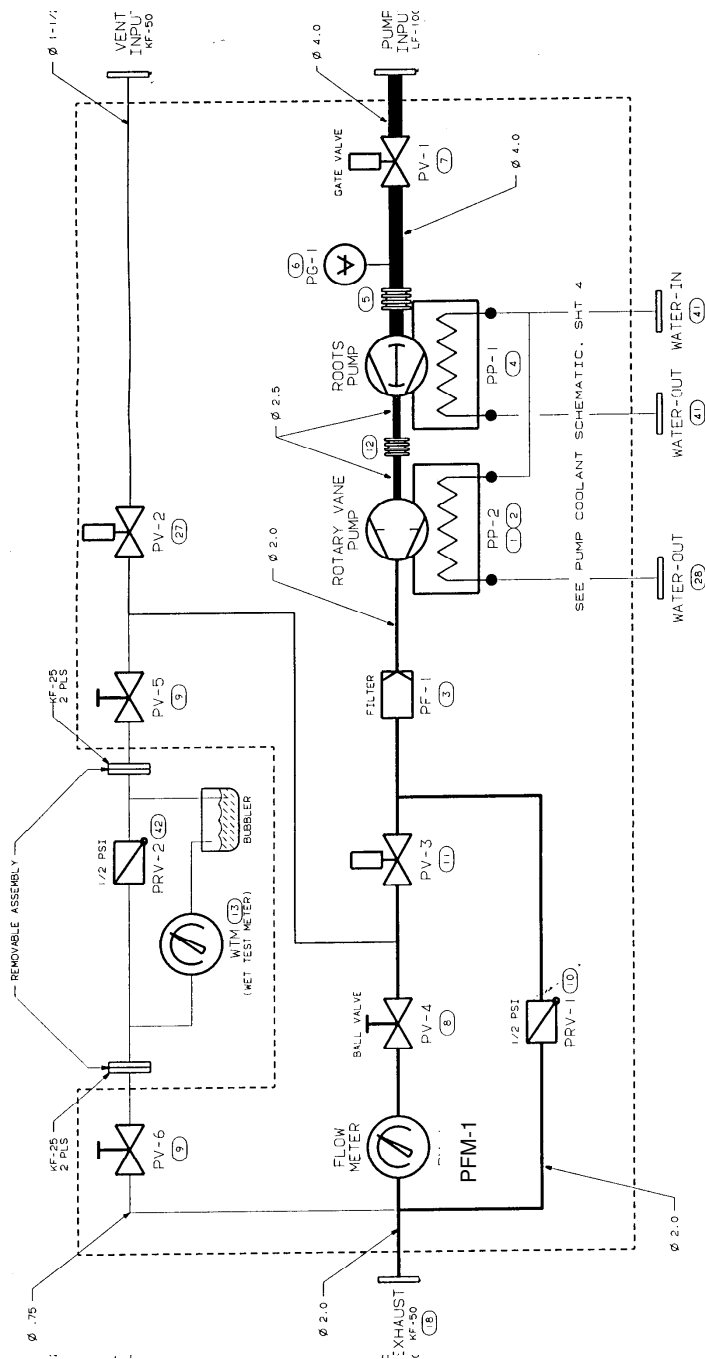 Ø 1-1/
VENT
INPU
KF-50
PUMP
INPU
LF-10
Ø 4.0
GATE VALVE
PV-1
7
Ø 4.0
6
PG-1
5
ROOTS
PUMP
PP-1
4
Ø 2.5
12
ROTARY VANE
PUMP
PP-2
1
2
SEE PUMP COOLANT SCHEMATIC, SHT 4
WATER-IN
41
WATER-OUT
41
WATER-OUT
28
Ø 2.0
PV-2
27
PV-5
9
KF-25
2 PLS
FILTER
PF-1
3
REMOVABLE ASSEMBLY
1/2 PSI
PRV-2
42
BUBBLER
WTM
13
(WET TEST METER)
PV-3
11
BALL VALVE
PV-4
8
1/2 PSI
PRV-1
10
KF-25
2 PLS
PV-6
9
FLOW
METER
PFM-1
Ø .75
Ø 2.0
Ø 2.0
EXHAUST
KF-50
18